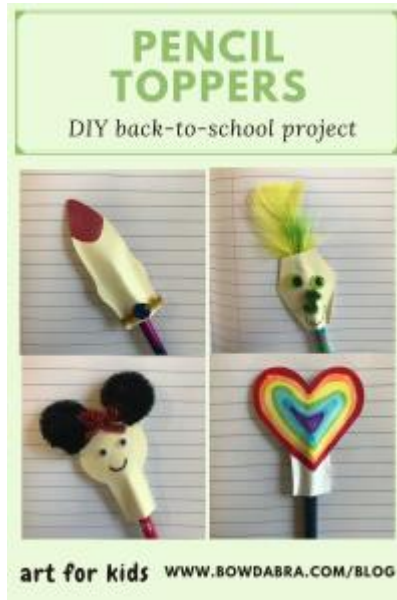 PENCIL
TOPPERS
DIY back-to-school project
art for kids WWW.BOWDABRA.COM/BLOG